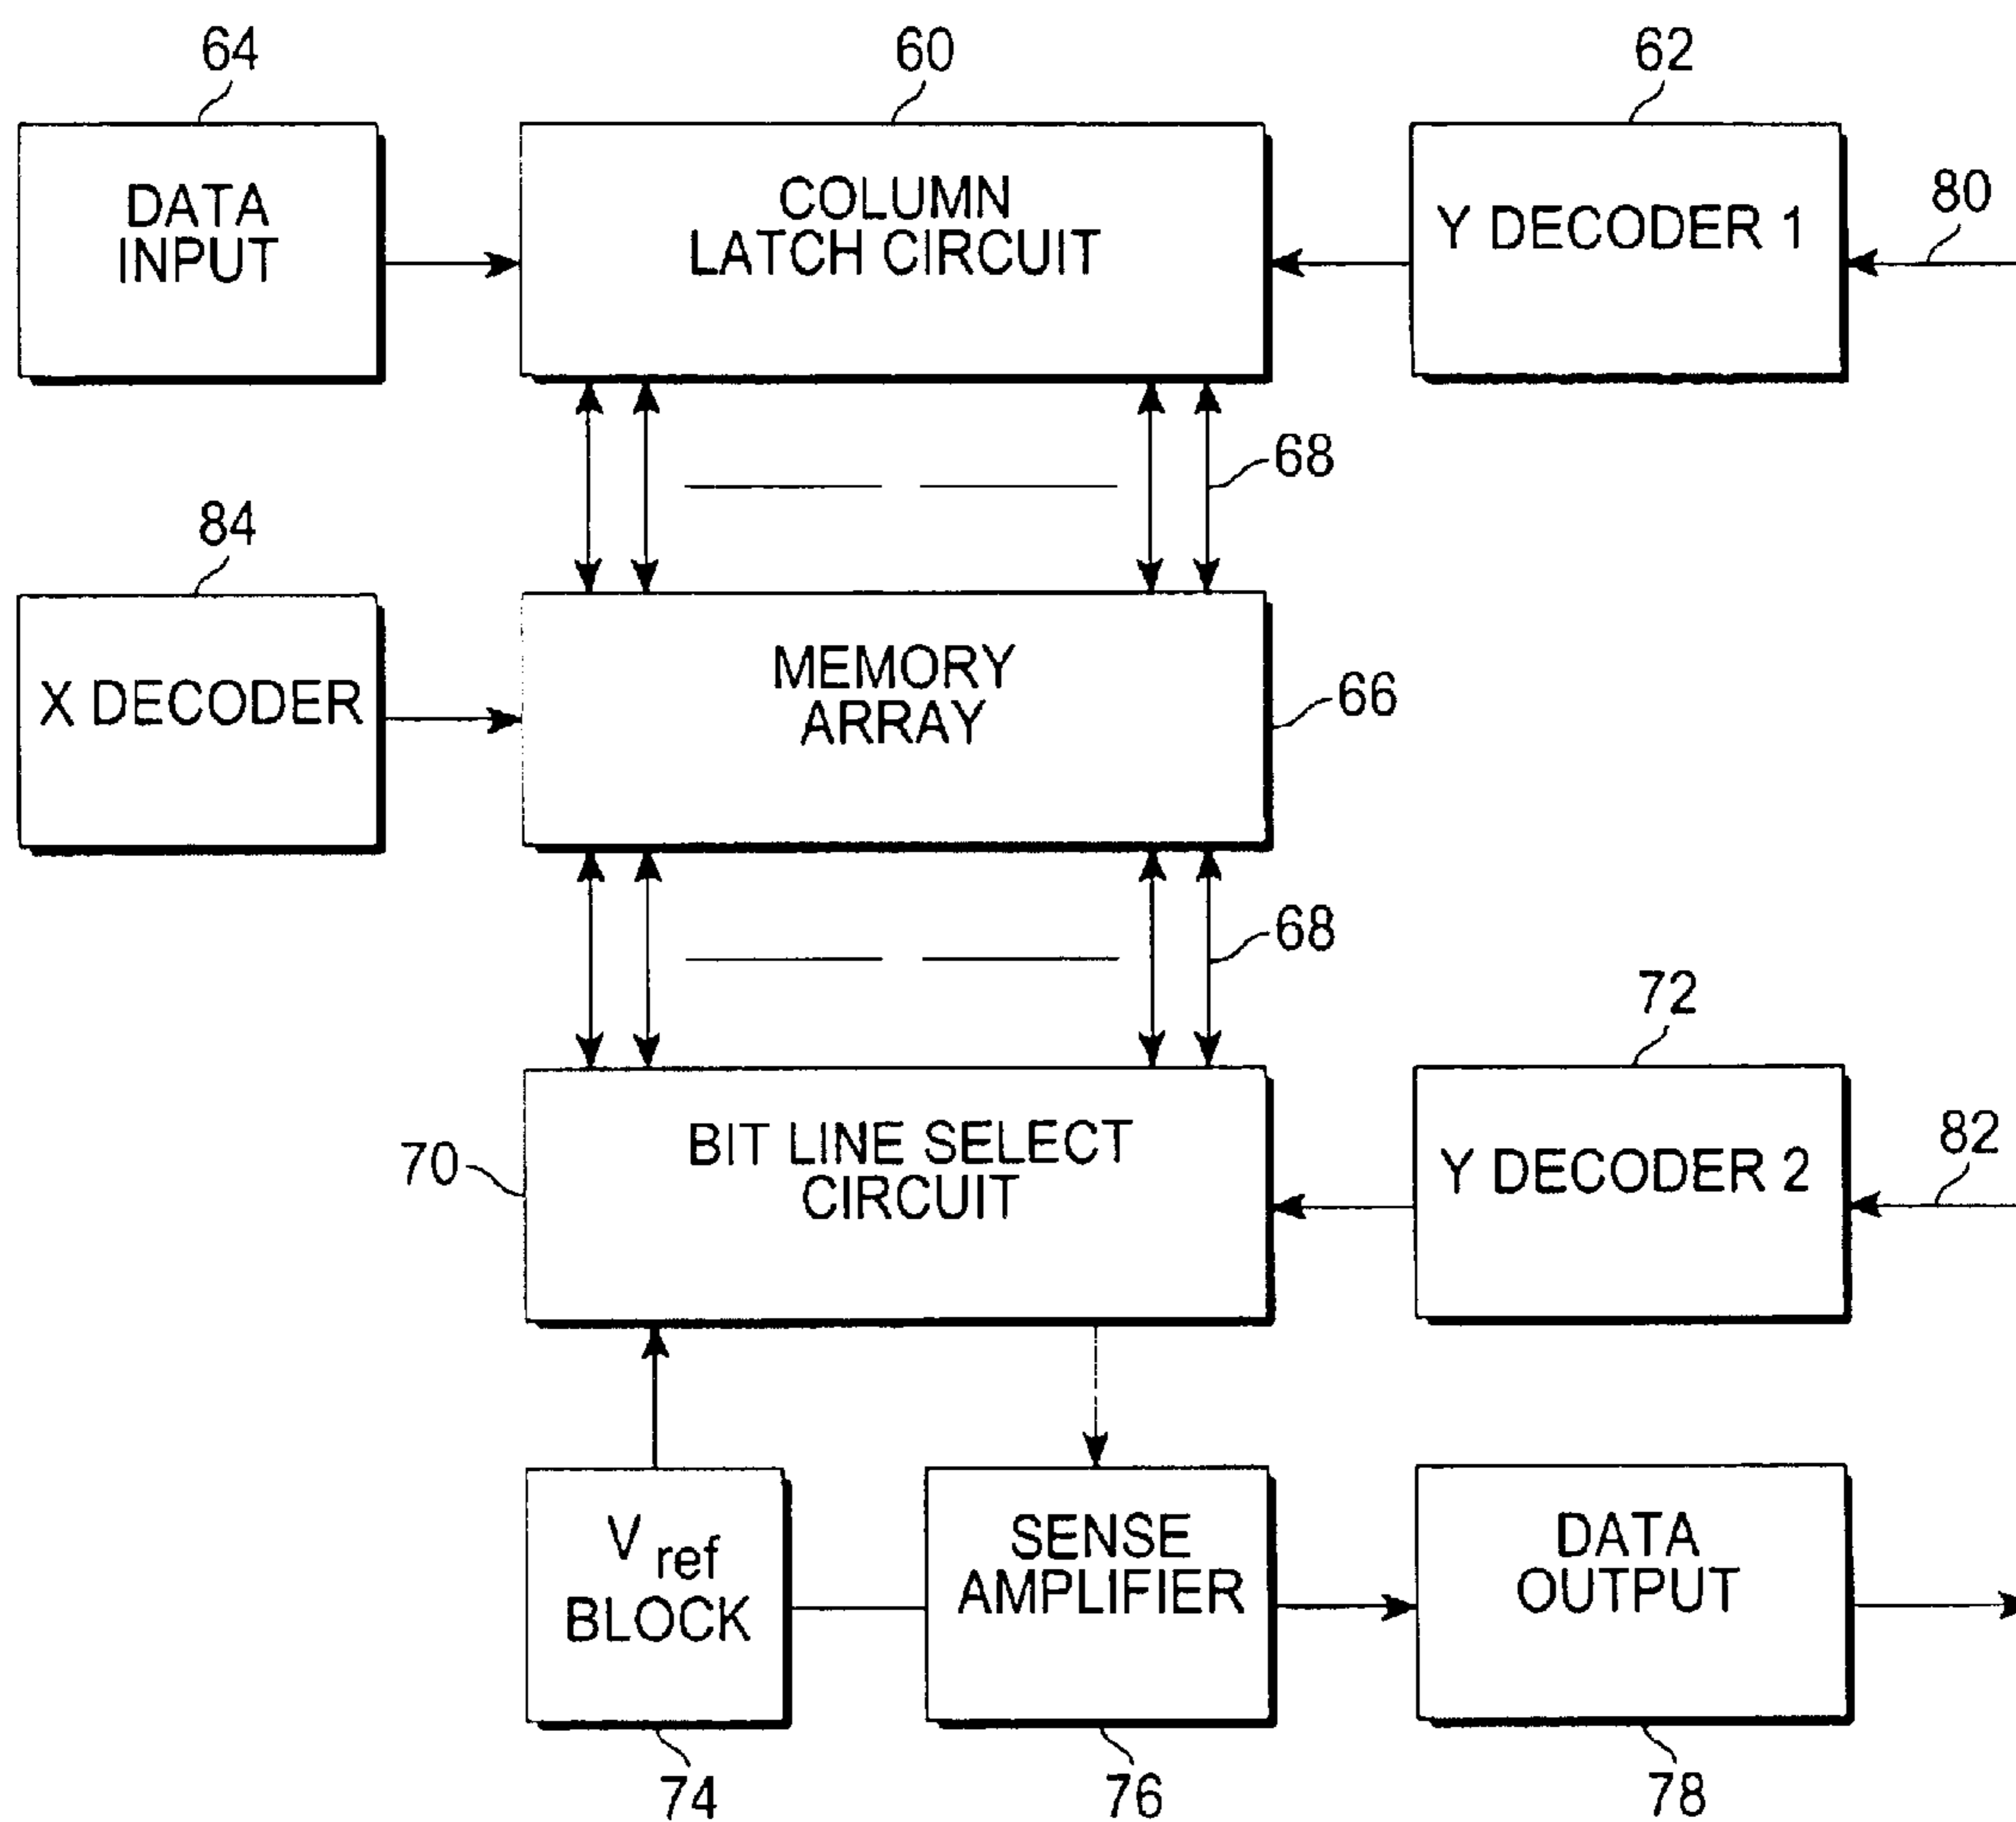 64
60
62
DATA
INPUT
COLUMN
LATCH CIRCUIT
Y DECODER 1
80
68
84
X DECODER
MEMORY
ARRAY
66
68
72
70
BIT LINE SELECT
CIRCUIT
Y DECODER 2
82
V ref
BLOCK
SENSE
AMPLIFIER
DATA
OUTPUT
74
76
78